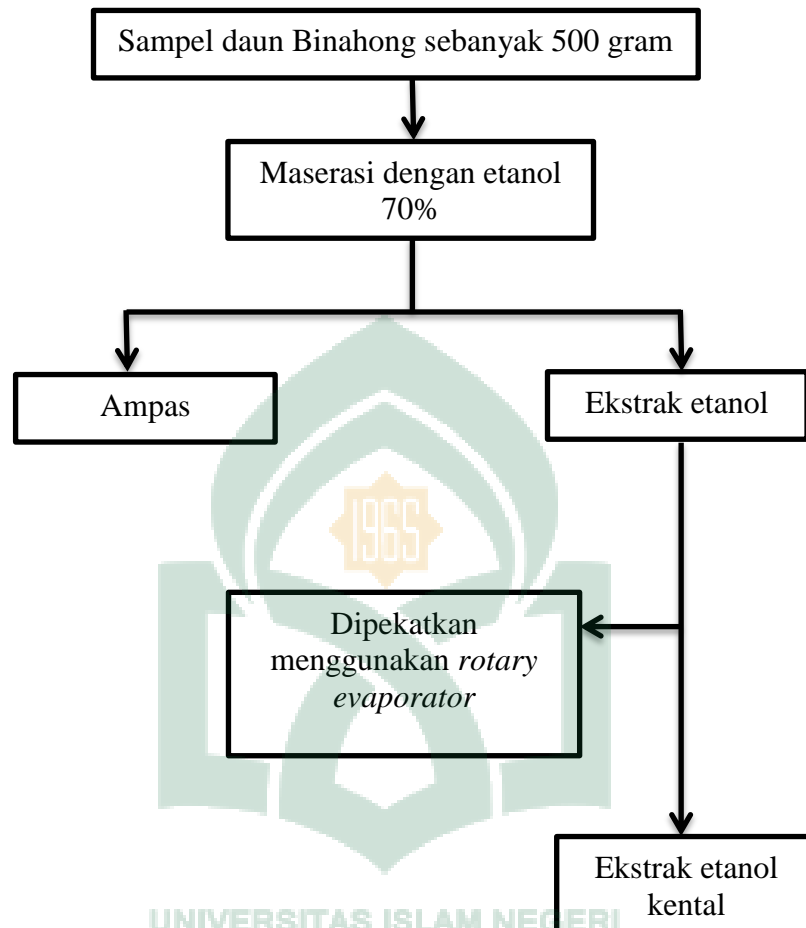 Sampel daun Binahong sebanyak 500 gram
Maserasi dengan etanol
70%
Ampas
Ekstrak etanol
1965
Dipekatkan
menggunakan rotary
evaporator
Ekstrak etanol
kental
UNIVERSITAS ISLAM NEGERI